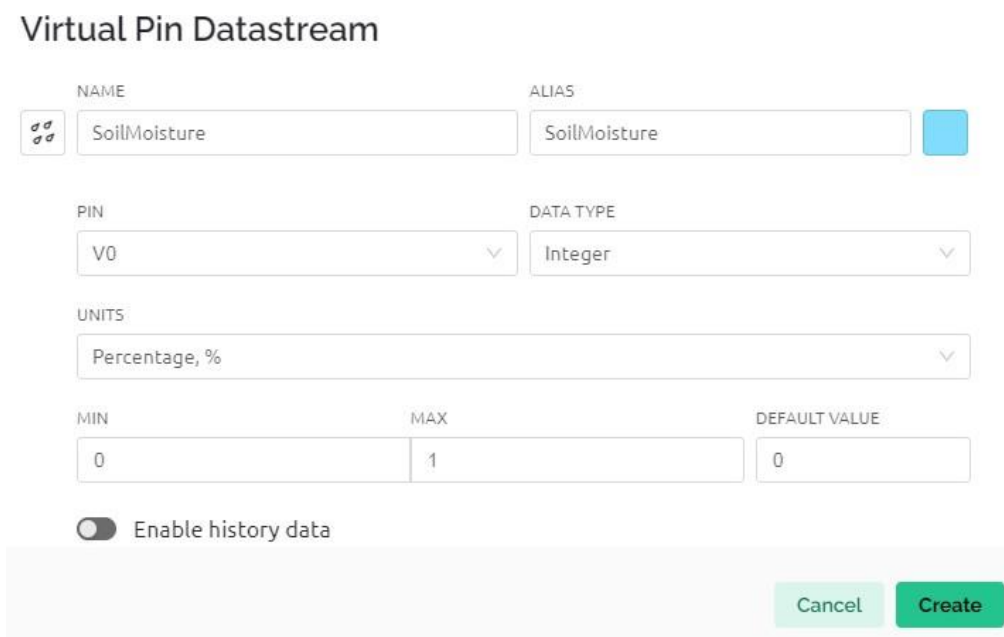 Virtual Pin Datastream
NAME
ALIAS
SoilMoisture
SoilMoisture
PIN
DATA TYPE
V0
Integer
UNITS
Percentage, %
MIN
MAX
DEFAULT VALUE
0
1
0
Enable history data
Cancel
Create